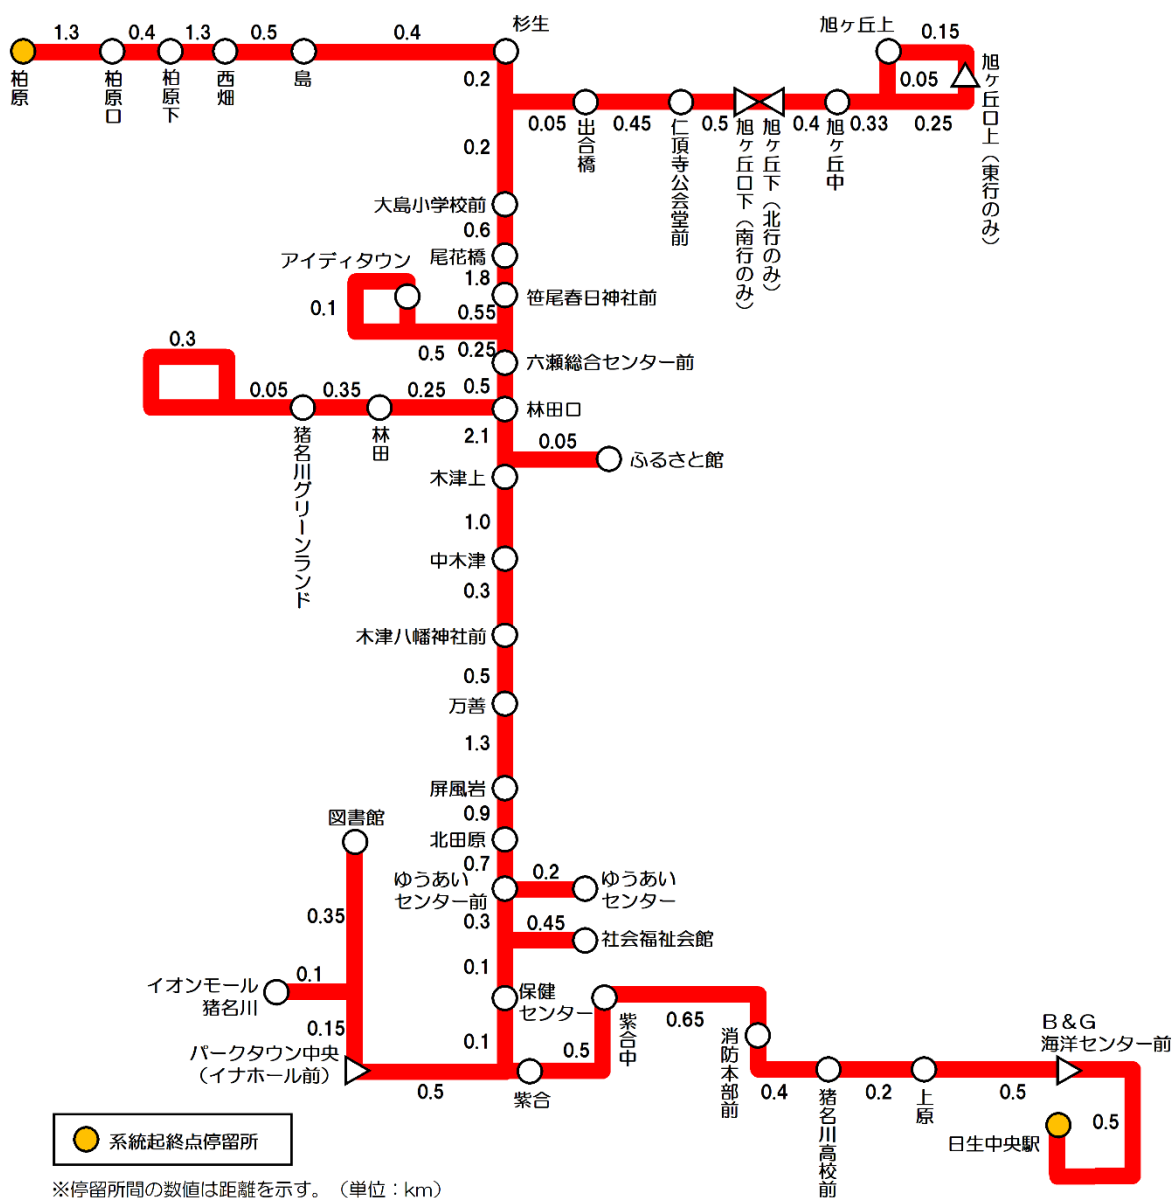 1.3
0.4
1.3
0.5
0.4
杉生
柏原
柏原口
柏原下
西畑
島
0.2
旭ヶ丘上
0.15
0.05
旭ヶ丘口上（東行のみ）
0.05
出合橋
0.45
仁頂寺公会堂前
0.5
旭ヶ丘口下（南行のみ）
旭ヶ丘下（北行のみ）
0.4
旭ヶ丘中
0.33
0.25
0.2
大島小学校前
0.6
尾花橋
1.8
アイディタウン
笹尾春日神社前
0.1
0.55
0.5
0.25
六瀬総合センター前
0.3
0.5
0.05
0.35
0.25
林田口
猪名川グリーンランド
林田
2.1
0.05
ふるさと館
木津上
1.0
中木津
0.3
木津八幡神社前
0.5
万善
1.3
屏風岩
0.9
図書館
北田原
0.7
ゆうあい
センター前
0.2
ゆうあい
センター
0.35
0.3
0.45
社会福祉会館
0.1
イオンモール
猪名川
0.1
保健
センター
紫合中
0.65
0.15
パークタウン中央
（イナホール前）
0.1
0.5
0.5
紫合
消防本部前
0.4
猪名川高校前
0.2
上原
0.5
Ｂ＆Ｇ
海洋センター前
0.5
日生中央駅
系統起終点停留所
※停留所間の数値は距離を示す。（単位：km）